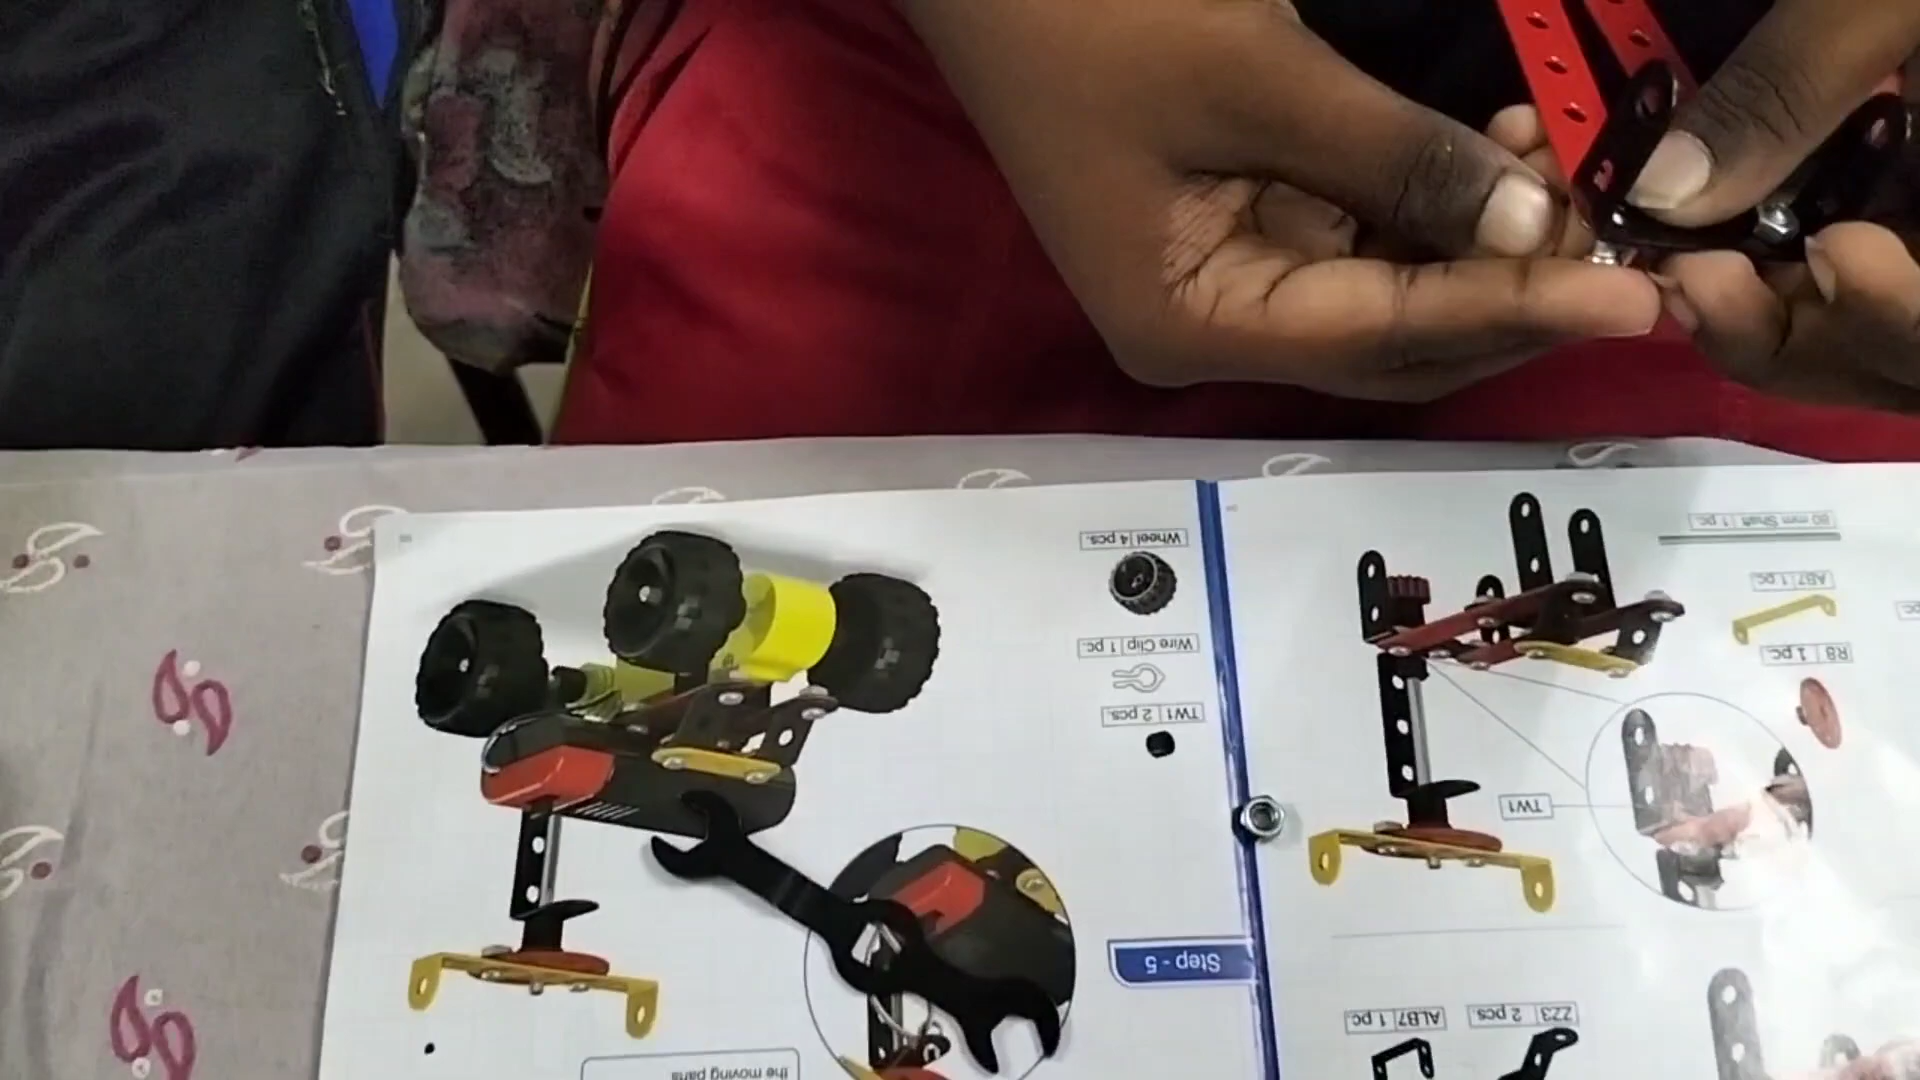 Step - 5
TW1 2 pcs.
Wire Clip 1 pc.
Wheel 4 pcs.
the moving parts
ZZ3 2 pcs.
ALB7 1 pc.
TW1
R8 1 pc.
AB7 1 pc.
80 mm Shaft 1 pc.